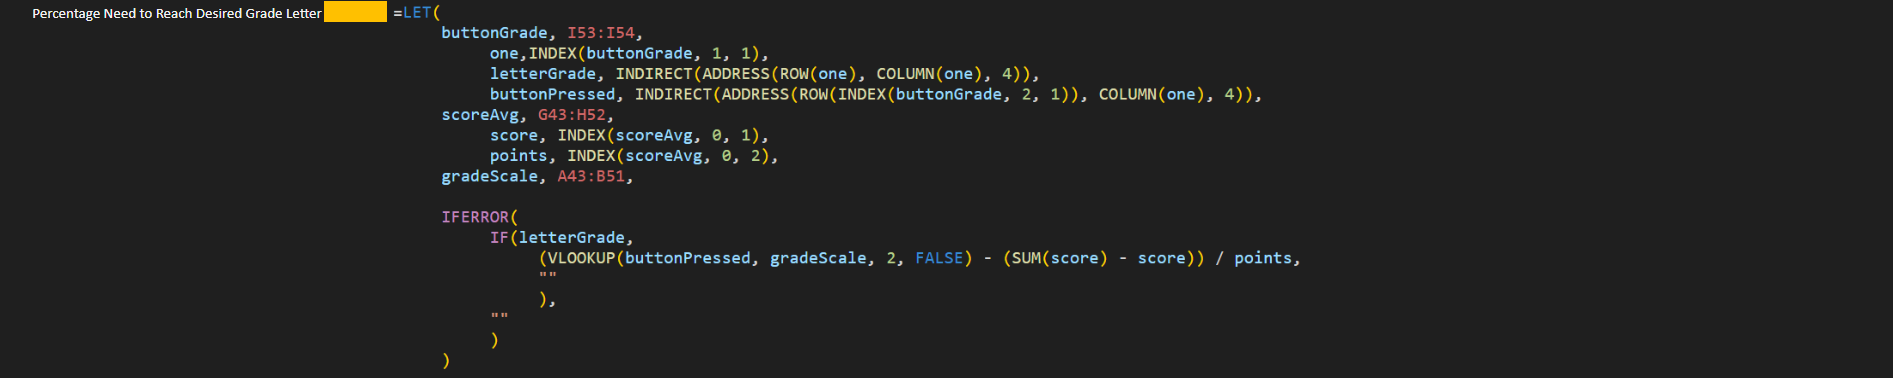 Percentage Need to Reach Desired Grade Letter =LET(
buttonGrade, I53:I54,
one,INDEX(buttonGrade, 1, 1),
letterGrade, INDIRECT(ADDRESS(ROW(one), COLUMN(one), 4)),
buttonPressed, INDIRECT(ADDRESS(ROW(INDEX(buttonGrade, 2, 1)), COLUMN(one), 4)),
scoreAvg, G43:H52,
score, INDEX(scoreAvg, 0, 1),
points, INDEX(scoreAvg, 0, 2),
gradeScale, A43:B51,
IFERROR(
IF(letterGrade,
(VLOOKUP(buttonPressed, gradeScale, 2, FALSE) - (SUM(score) - score)) / points,
""
),
""
)
)